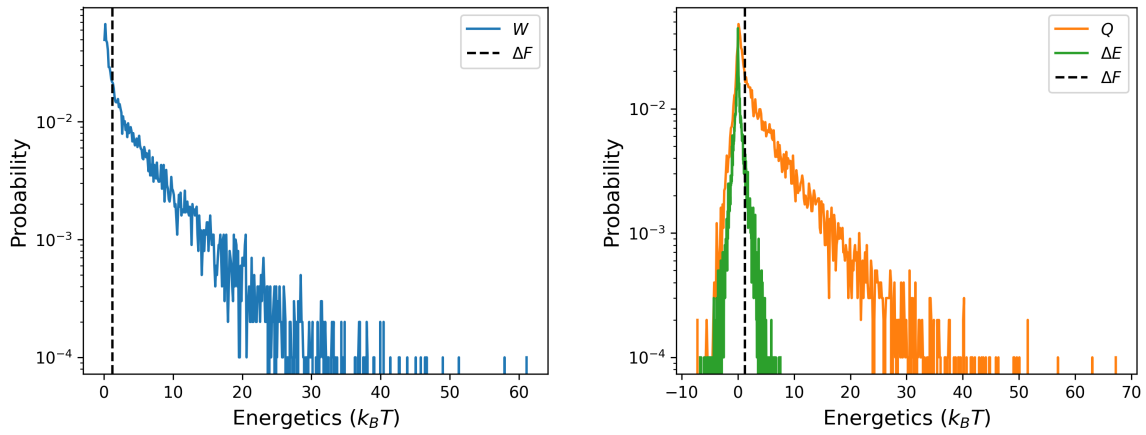 W
ΔF
10⁻²
10⁻³
10⁻⁴
Probability
0 10 20 30 40 50 60
Energetics (k_BT)
Q
ΔE
ΔF
10⁻²
10⁻³
10⁻⁴
Probability
−10 0 10 20 30 40 50 60 70
Energetics (k_BT)